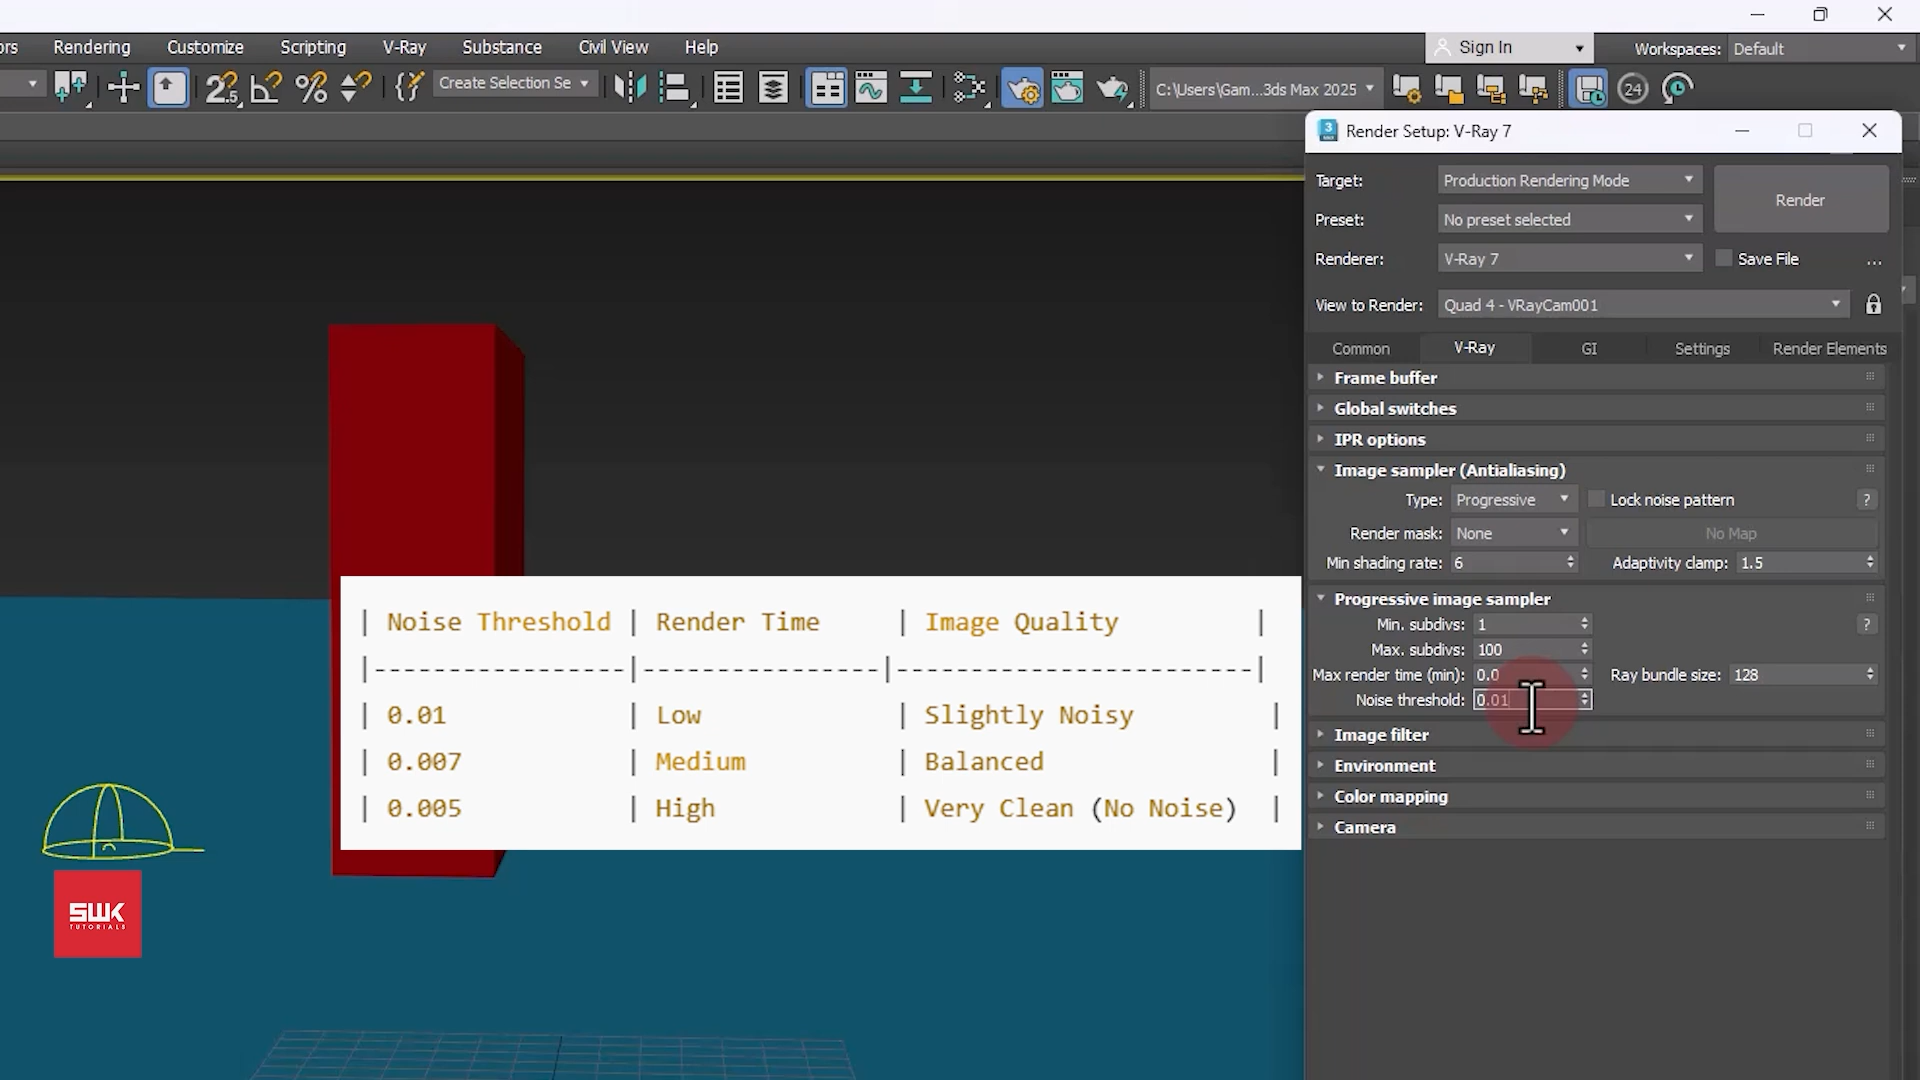 ors Rendering Customize Scripting V-Ray Substance Civil View Help
Sign In Workspaces: Default
2.5 % Create Selection Se C:\Users\Gam...3ds Max 2025 24
3 Render Setup: V-Ray 7
Target: Production Rendering Mode Render
Preset: No preset selected
Renderer: V-Ray 7 Save File ...
View to Render: Quad 4 - VRayCam001
Common V-Ray GI Settings Render Elements
Frame buffer
Global switches
IPR options
Image sampler (Antialiasing)
Type: Progressive Lock noise pattern ?
Render mask: None No Map
Min shading rate: 6 Adaptivity clamp: 1.5
Progressive image sampler
Min. subdivs: 1 ?
Max. subdivs: 100
Max render time (min): 0.0 Ray bundle size: 128
Noise threshold: 0.01
Image filter
Environment
Color mapping
Camera
| Noise Threshold | Render Time | Image Quality |
|-----------------|----------------|------------------------|
| 0.01 | Low | Slightly Noisy |
| 0.007 | Medium | Balanced |
| 0.005 | High | Very Clean (No Noise) |
SWK
TUTORIALS